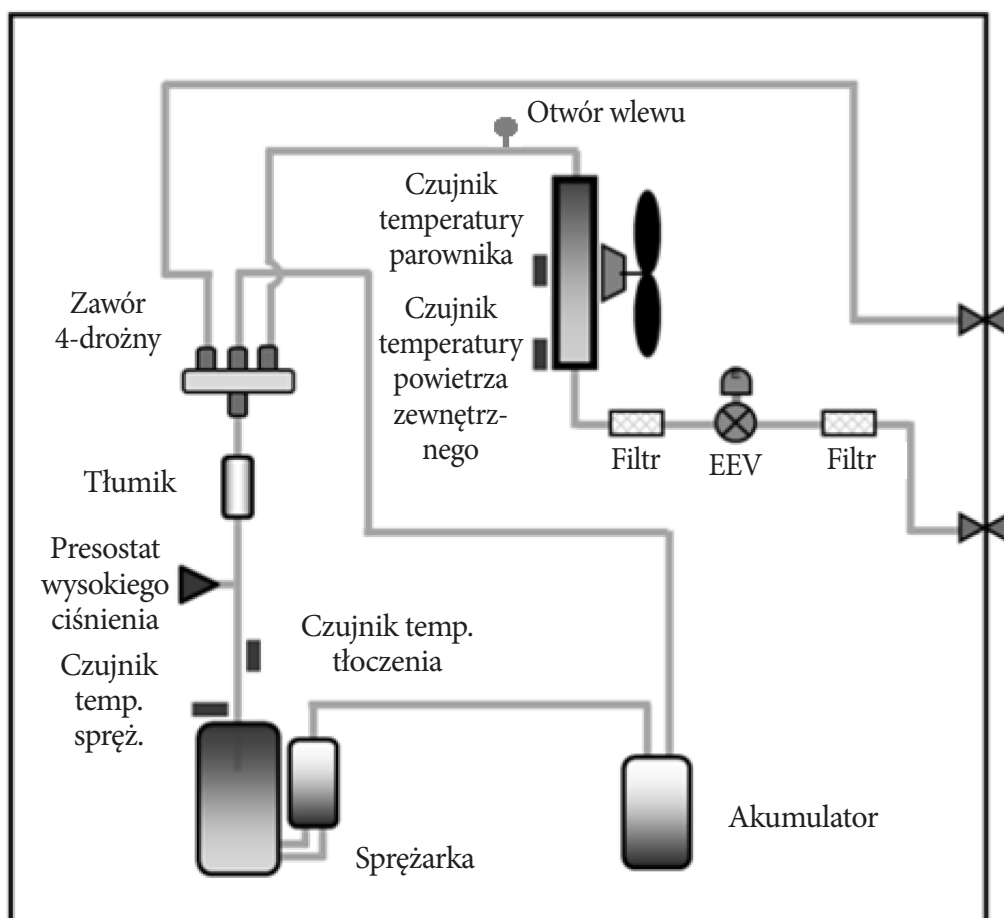 Otwór wlewu
Czujnik
temperatury
parownika
Zawór
4-drożny
Czujnik
temperatury
powietrza
zewnętrz-
nego
Filtr
EEV
Filtr
Tłumik
Presostat
wysokiego
ciśnienia
Czujnik temp.
tłoczenia
Czujnik
temp.
spręż.
Akumulator
Sprężarka